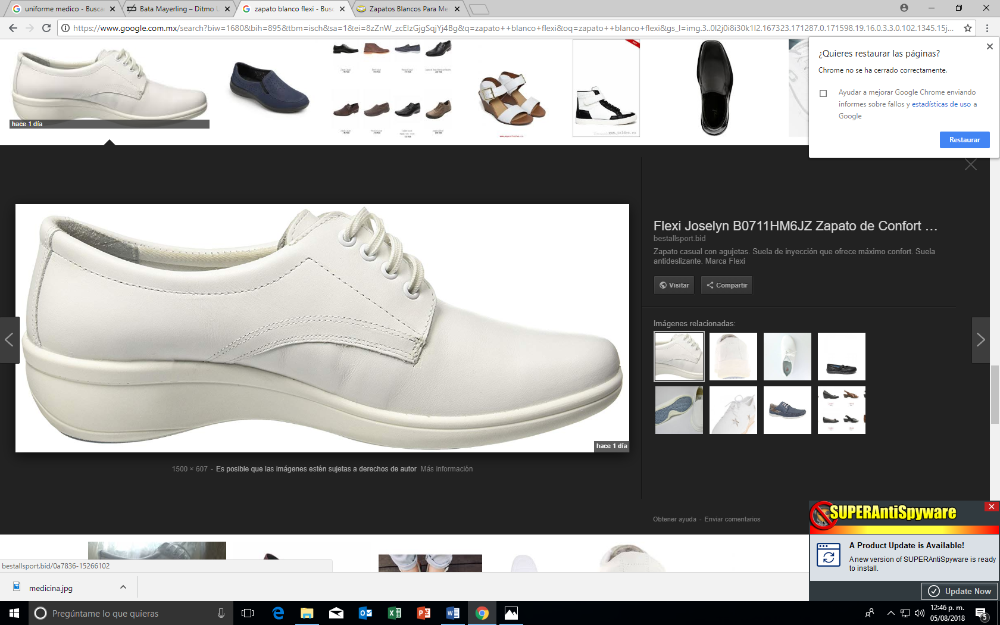 uniforme medico - Busca
Bata Mayerling – Ditmo U
zapato blanco flexi - Busc
Zapatos Blancos Para Me
https://www.google.com.mx/search?biw=1680&bih=895&tbm=isch&sa=1&ei=8zZnW_zcElzGjgSqjYj4Bg&q=zapato++blanco+flexi&oq=zapato++blanco+flexi&gs_l=img.3..0l2j0i8i30k1l2.167323.171287.0.171598.19.16.0.3.3.0.102.1345.15j...
¿Quieres restaurar las páginas?
Chrome no se ha cerrado correctamente.
Ayudar a mejorar Google Chrome enviando
informes sobre fallos y estadísticas de uso a
Google
Restaurar
hace 1 día
Flexi Joselyn B0711HM6JZ Zapato de Confort …
bestallsport.bid
Zapato casual con agujetas. Suela de inyección que ofrece máximo confort. Suela
antideslizante. Marca Flexi
Visitar
Compartir
Imágenes relacionadas:
hace 1 día
1500 × 607 - Es posible que las imágenes estén sujetas a derechos de autor Más información
Obtener ayuda - Enviar comentarios
SUPERAntiSpyware
A Product Update is Available!
A new version of SUPERAntiSpyware is ready
to install.
Update Now
bestallsport.bid/0a7836-15266102
medicina.jpg
Pregúntame lo que quieras
12:46 p. m.
05/08/2018
5